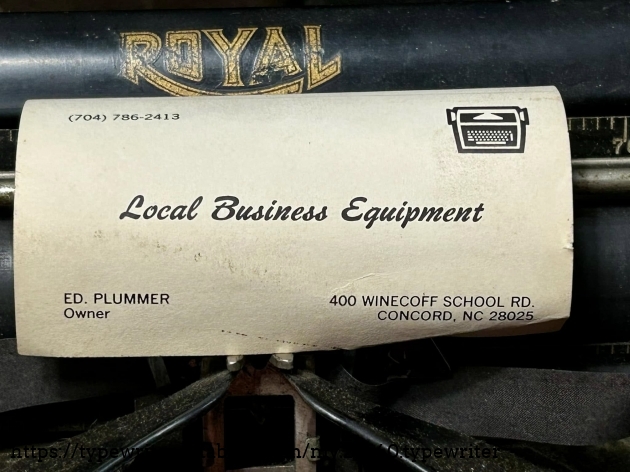 ROYAL
(704) 786-2413
Local Business Equipment
ED. PLUMMER
Owner
400 WINECOFF SCHOOL RD.
CONCORD, NC 28025